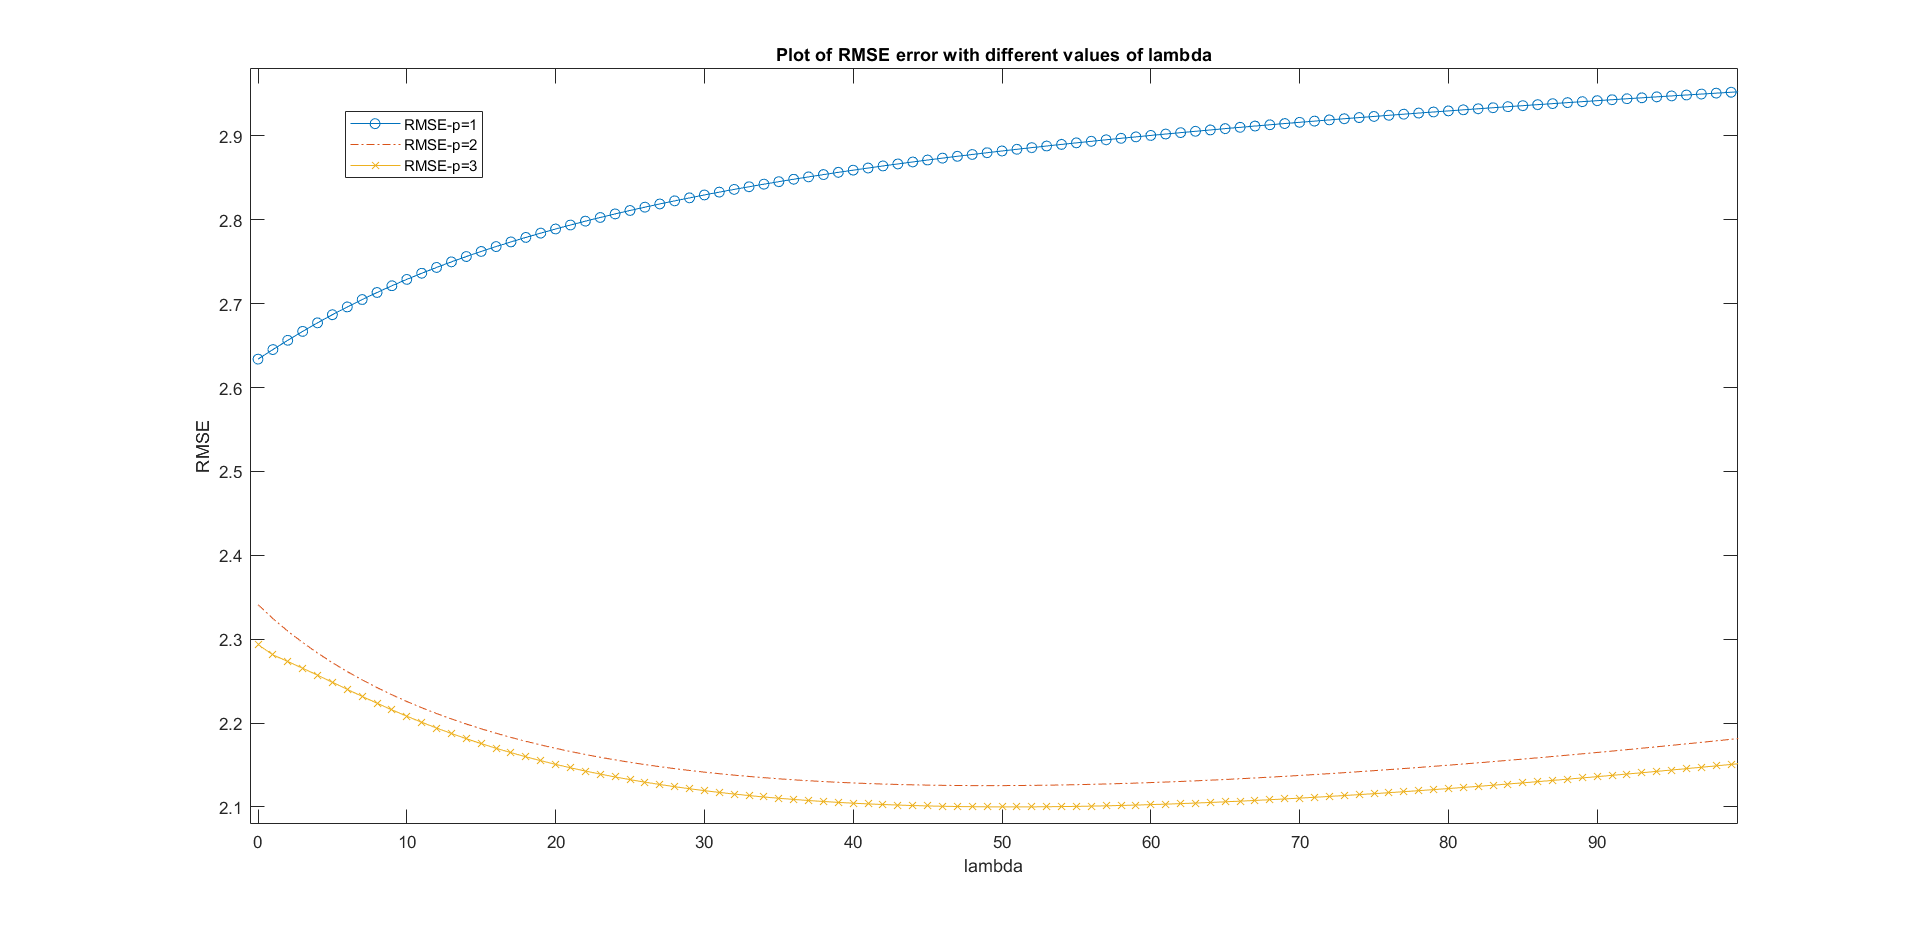 Plot of RMSE error with different values of lambda
RMSE-p=1
RMSE-p=2
RMSE-p=3
2.9
2.8
2.7
2.6
2.5
2.4
2.3
2.2
2.1
RMSE
0 10 20 30 40 50 60 70 80 90
lambda